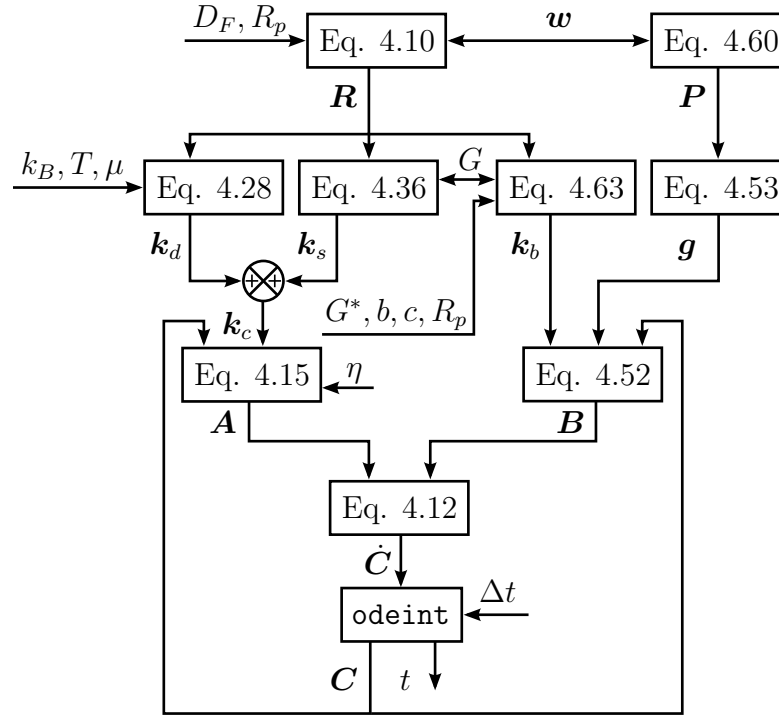 D_F, R_p
Eq. 4.10
w
Eq. 4.60
R
P
k_B, T, μ
Eq. 4.28
Eq. 4.36
G
Eq. 4.63
Eq. 4.53
k_d
k_s
k_b
g
+ +
k_c
G*, b, c, R_p
Eq. 4.15
η
Eq. 4.52
A
B
Eq. 4.12
Ċ
odeint
Δt
C
t